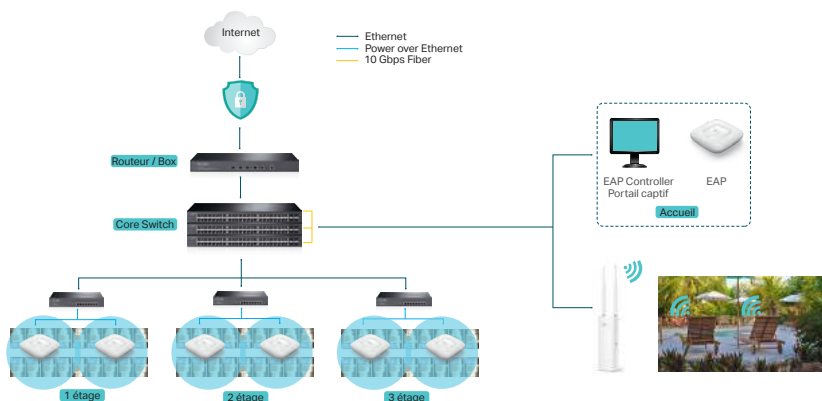 Internet
Ethernet
Power over Ethernet
10 Gbps Fiber
Routeur / Box
EAP Controller
Portail captif
EAP
Accueil
Core Switch
1 étage
2 étage
3 étage